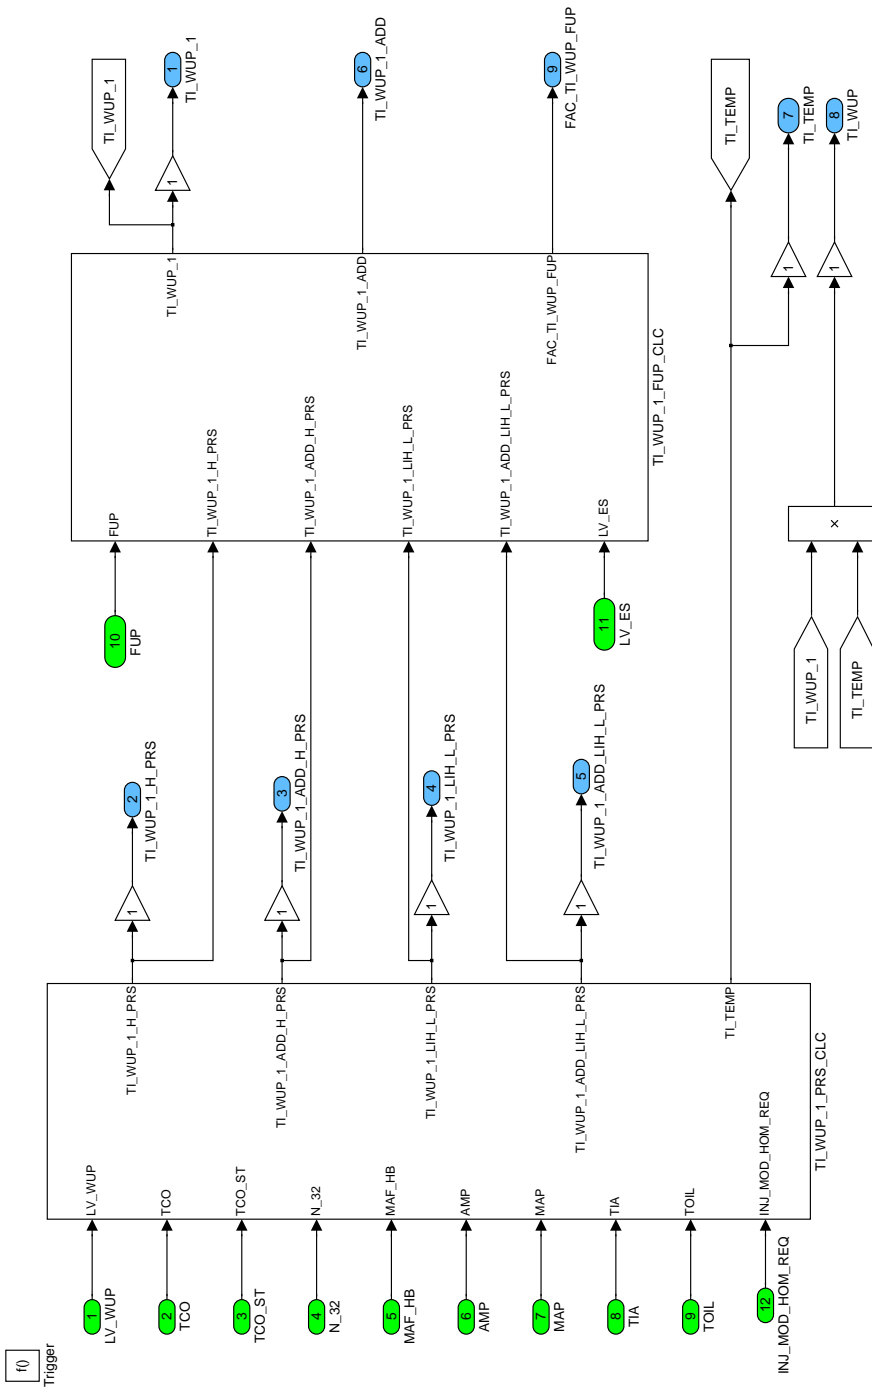 f()
Trigger
1
LV_WUP
2
TCO
3
TCO_ST
4
N_32
5
MAF_HB
6
AMP
7
MAP
8
TIA
9
TOIL
12
INJ_MOD_HOM_REQ
LV_WUP
TCO
TCO_ST
N_32
MAF_HB
AMP
MAP
TIA
TOIL
INJ_MOD_HOM_REQ
TI_WUP_1_H_PRS
TI_WUP_1_ADD_H_PRS
TI_WUP_1_LIH_L_PRS
TI_WUP_1_ADD_LIH_L_PRS
TI_TEMP
TI_WUP_1_PRS_CLC
1
1
1
1
2
TI_WUP_1_H_PRS
3
TI_WUP_1_ADD_H_PRS
4
TI_WUP_1_LIH_L_PRS
5
TI_WUP_1_ADD_LIH_L_PRS
10
FUP
11
LV_ES
TI_WUP_1
TI_TEMP
×
FUP
TI_WUP_1_H_PRS
TI_WUP_1_ADD_H_PRS
TI_WUP_1_LIH_L_PRS
TI_WUP_1_ADD_LIH_L_PRS
LV_ES
TI_WUP_1
TI_WUP_1_ADD
FAC_TI_WUP_FUP
TI_WUP_1_FUP_CLC
1
1
1
TI_WUP_1
1
TI_WUP_1
6
TI_WUP_1_ADD
9
FAC_TI_WUP_FUP
TI_TEMP
7
TI_TEMP
8
TI_WUP